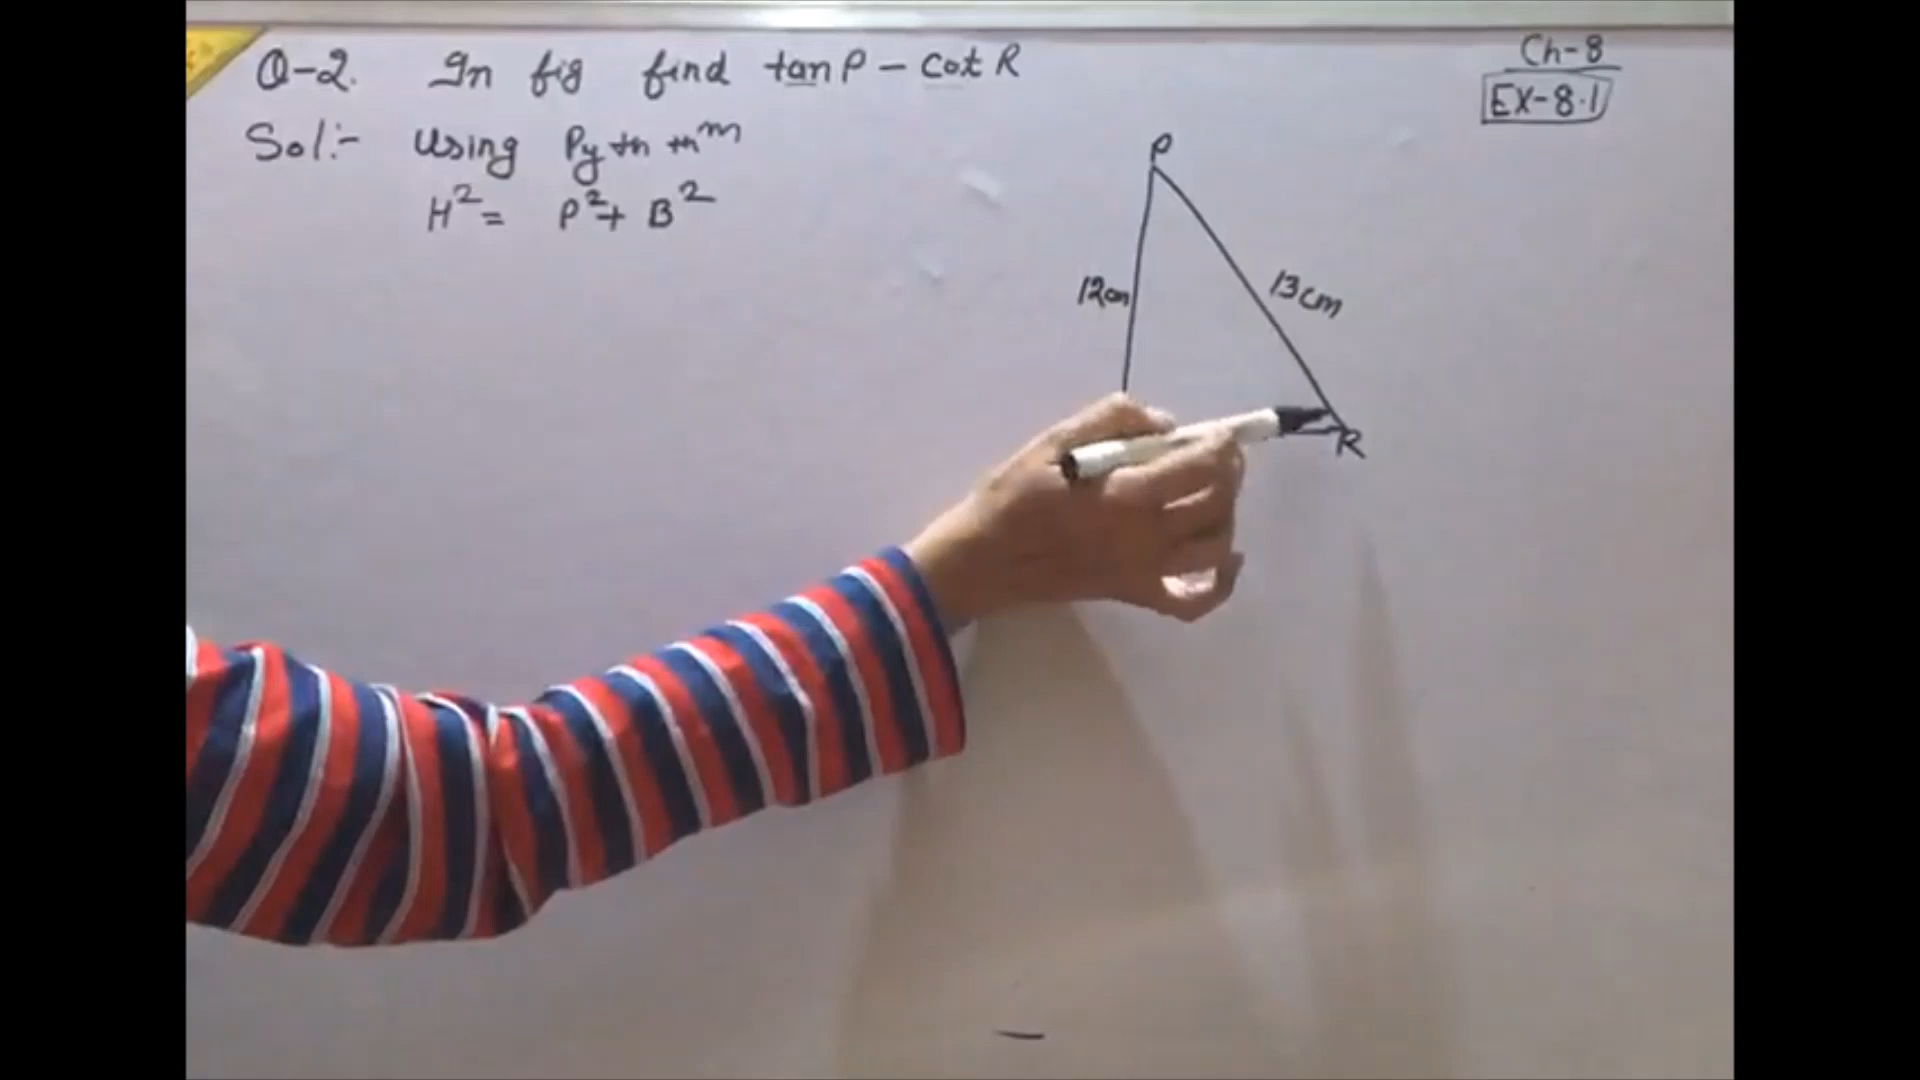 Q-2. In fig find tan P - cot R
Ch-8
EX-8.1
Sol:- Using Pyth thm
H² = P² + B²
P
12cm
13cm
R